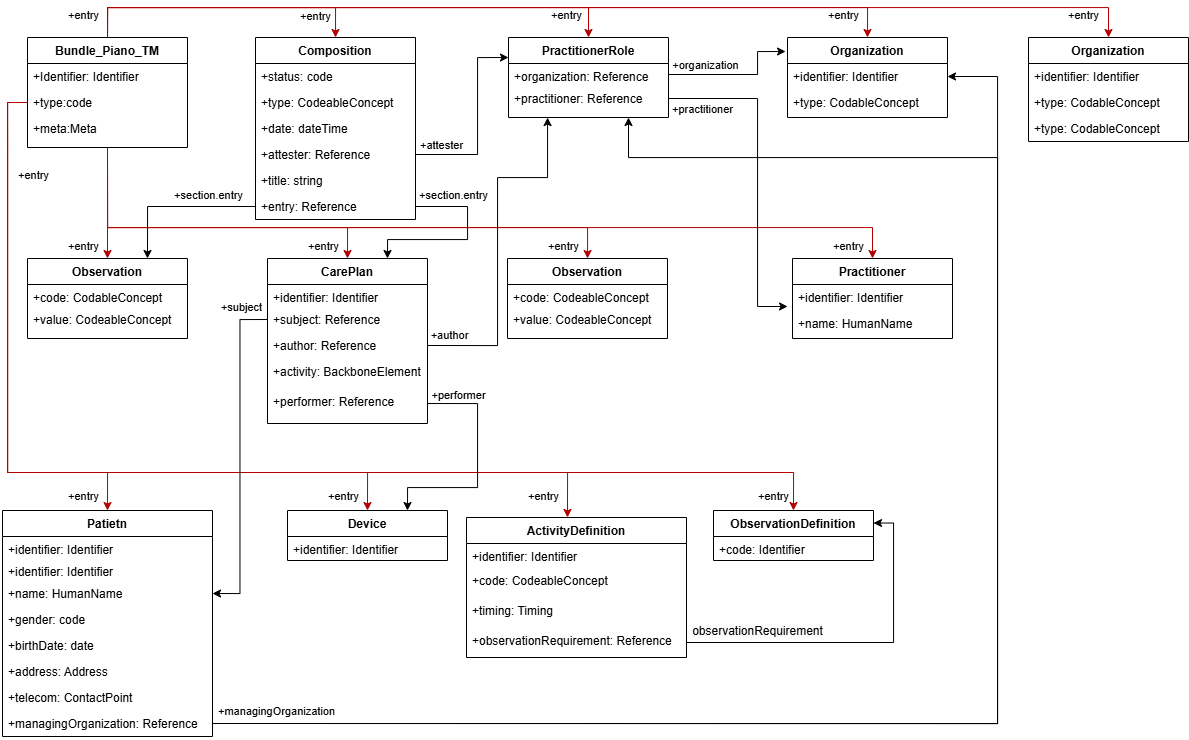 +entry
+entry
+entry
+entry
+entry
Bundle_Piano_TM
+Identifier: Identifier
+type:code
+meta:Meta
Composition
+status: code
+type: CodeableConcept
+date: dateTime
+attester: Reference
+title: string
+entry: Reference
PractitionerRole
+organization: Reference
+practitioner: Reference
Organization
+identifier: Identifier
+type: CodableConcept
Organization
+identifier: Identifier
+type: CodableConcept
+type: CodableConcept
+organization
+practitioner
+attester
+entry
+section.entry
+section.entry
+entry
+entry
+entry
+entry
Observation
+code: CodableConcept
+value: CodeableConcept
CarePlan
+identifier: Identifier
+subject: Reference
+author: Reference
+activity: BackboneElement
+performer: Reference
Observation
+code: CodeableConcept
+value: CodeableConcept
Practitioner
+identifier: Identifier
+name: HumanName
+subject
+author
+performer
+entry
+entry
+entry
+entry
Patietn
+identifier: Identifier
+identifier: Identifier
+name: HumanName
+gender: code
+birthDate: date
+address: Address
+telecom: ContactPoint
+managingOrganization: Reference
Device
+identifier: Identifier
ActivityDefinition
+identifier: Identifier
+code: CodeableConcept
+timing: Timing
+observationRequirement: Reference
ObservationDefinition
+code: Identifier
observationRequirement
+managingOrganization